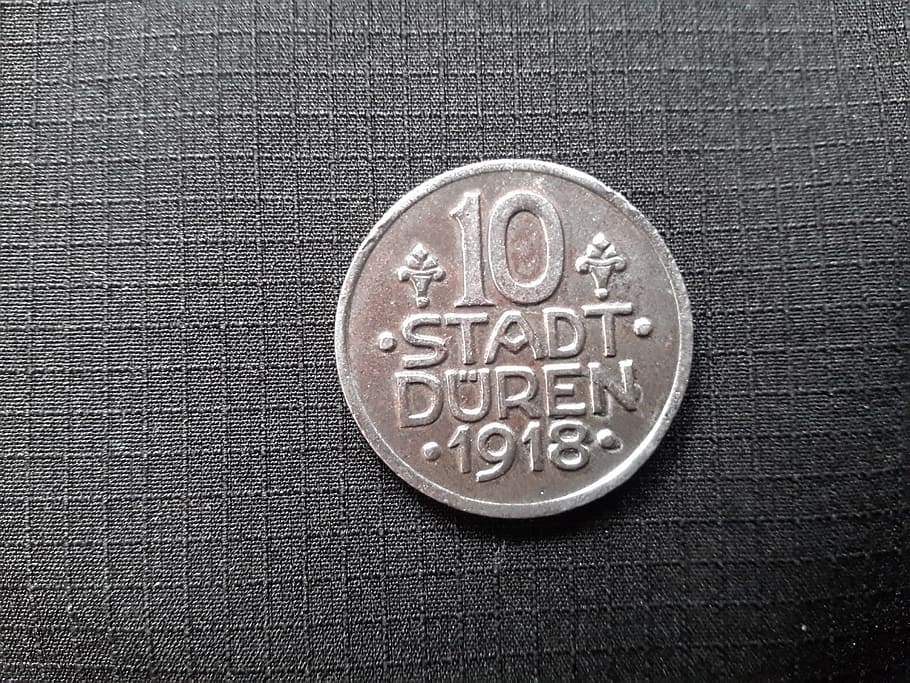 10
·STADT·
DÜREN
·1918·